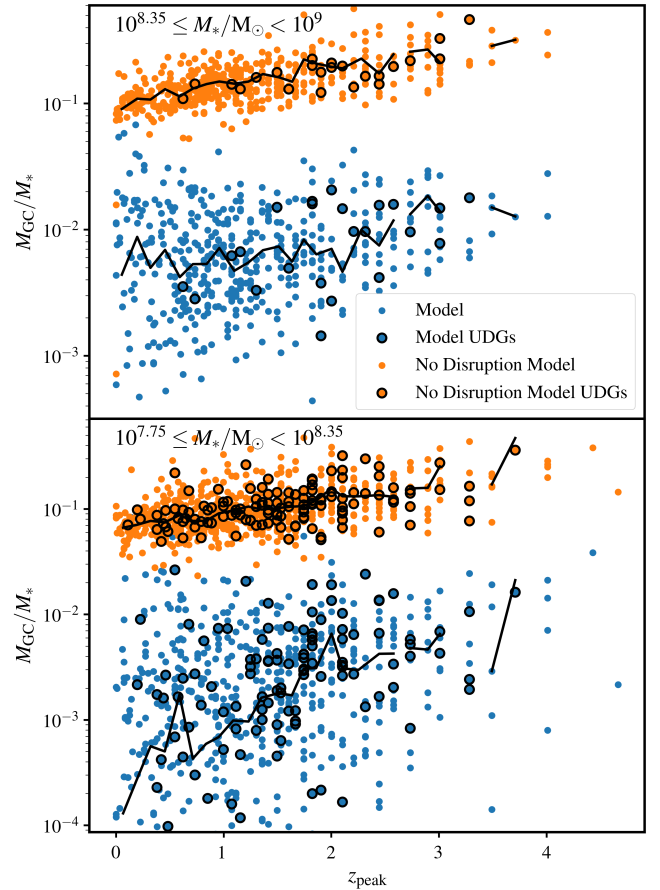 10^8.35 ≤ M_*/M_⊙ < 10^9
10^-1
10^-2
10^-3
M_GC/M_*
Model
Model UDGs
No Disruption Model
No Disruption Model UDGs
10^7.75 ≤ M_*/M_⊙ < 10^8.35
10^-1
10^-2
10^-3
10^-4
M_GC/M_*
0 1 2 3 4
z_peak